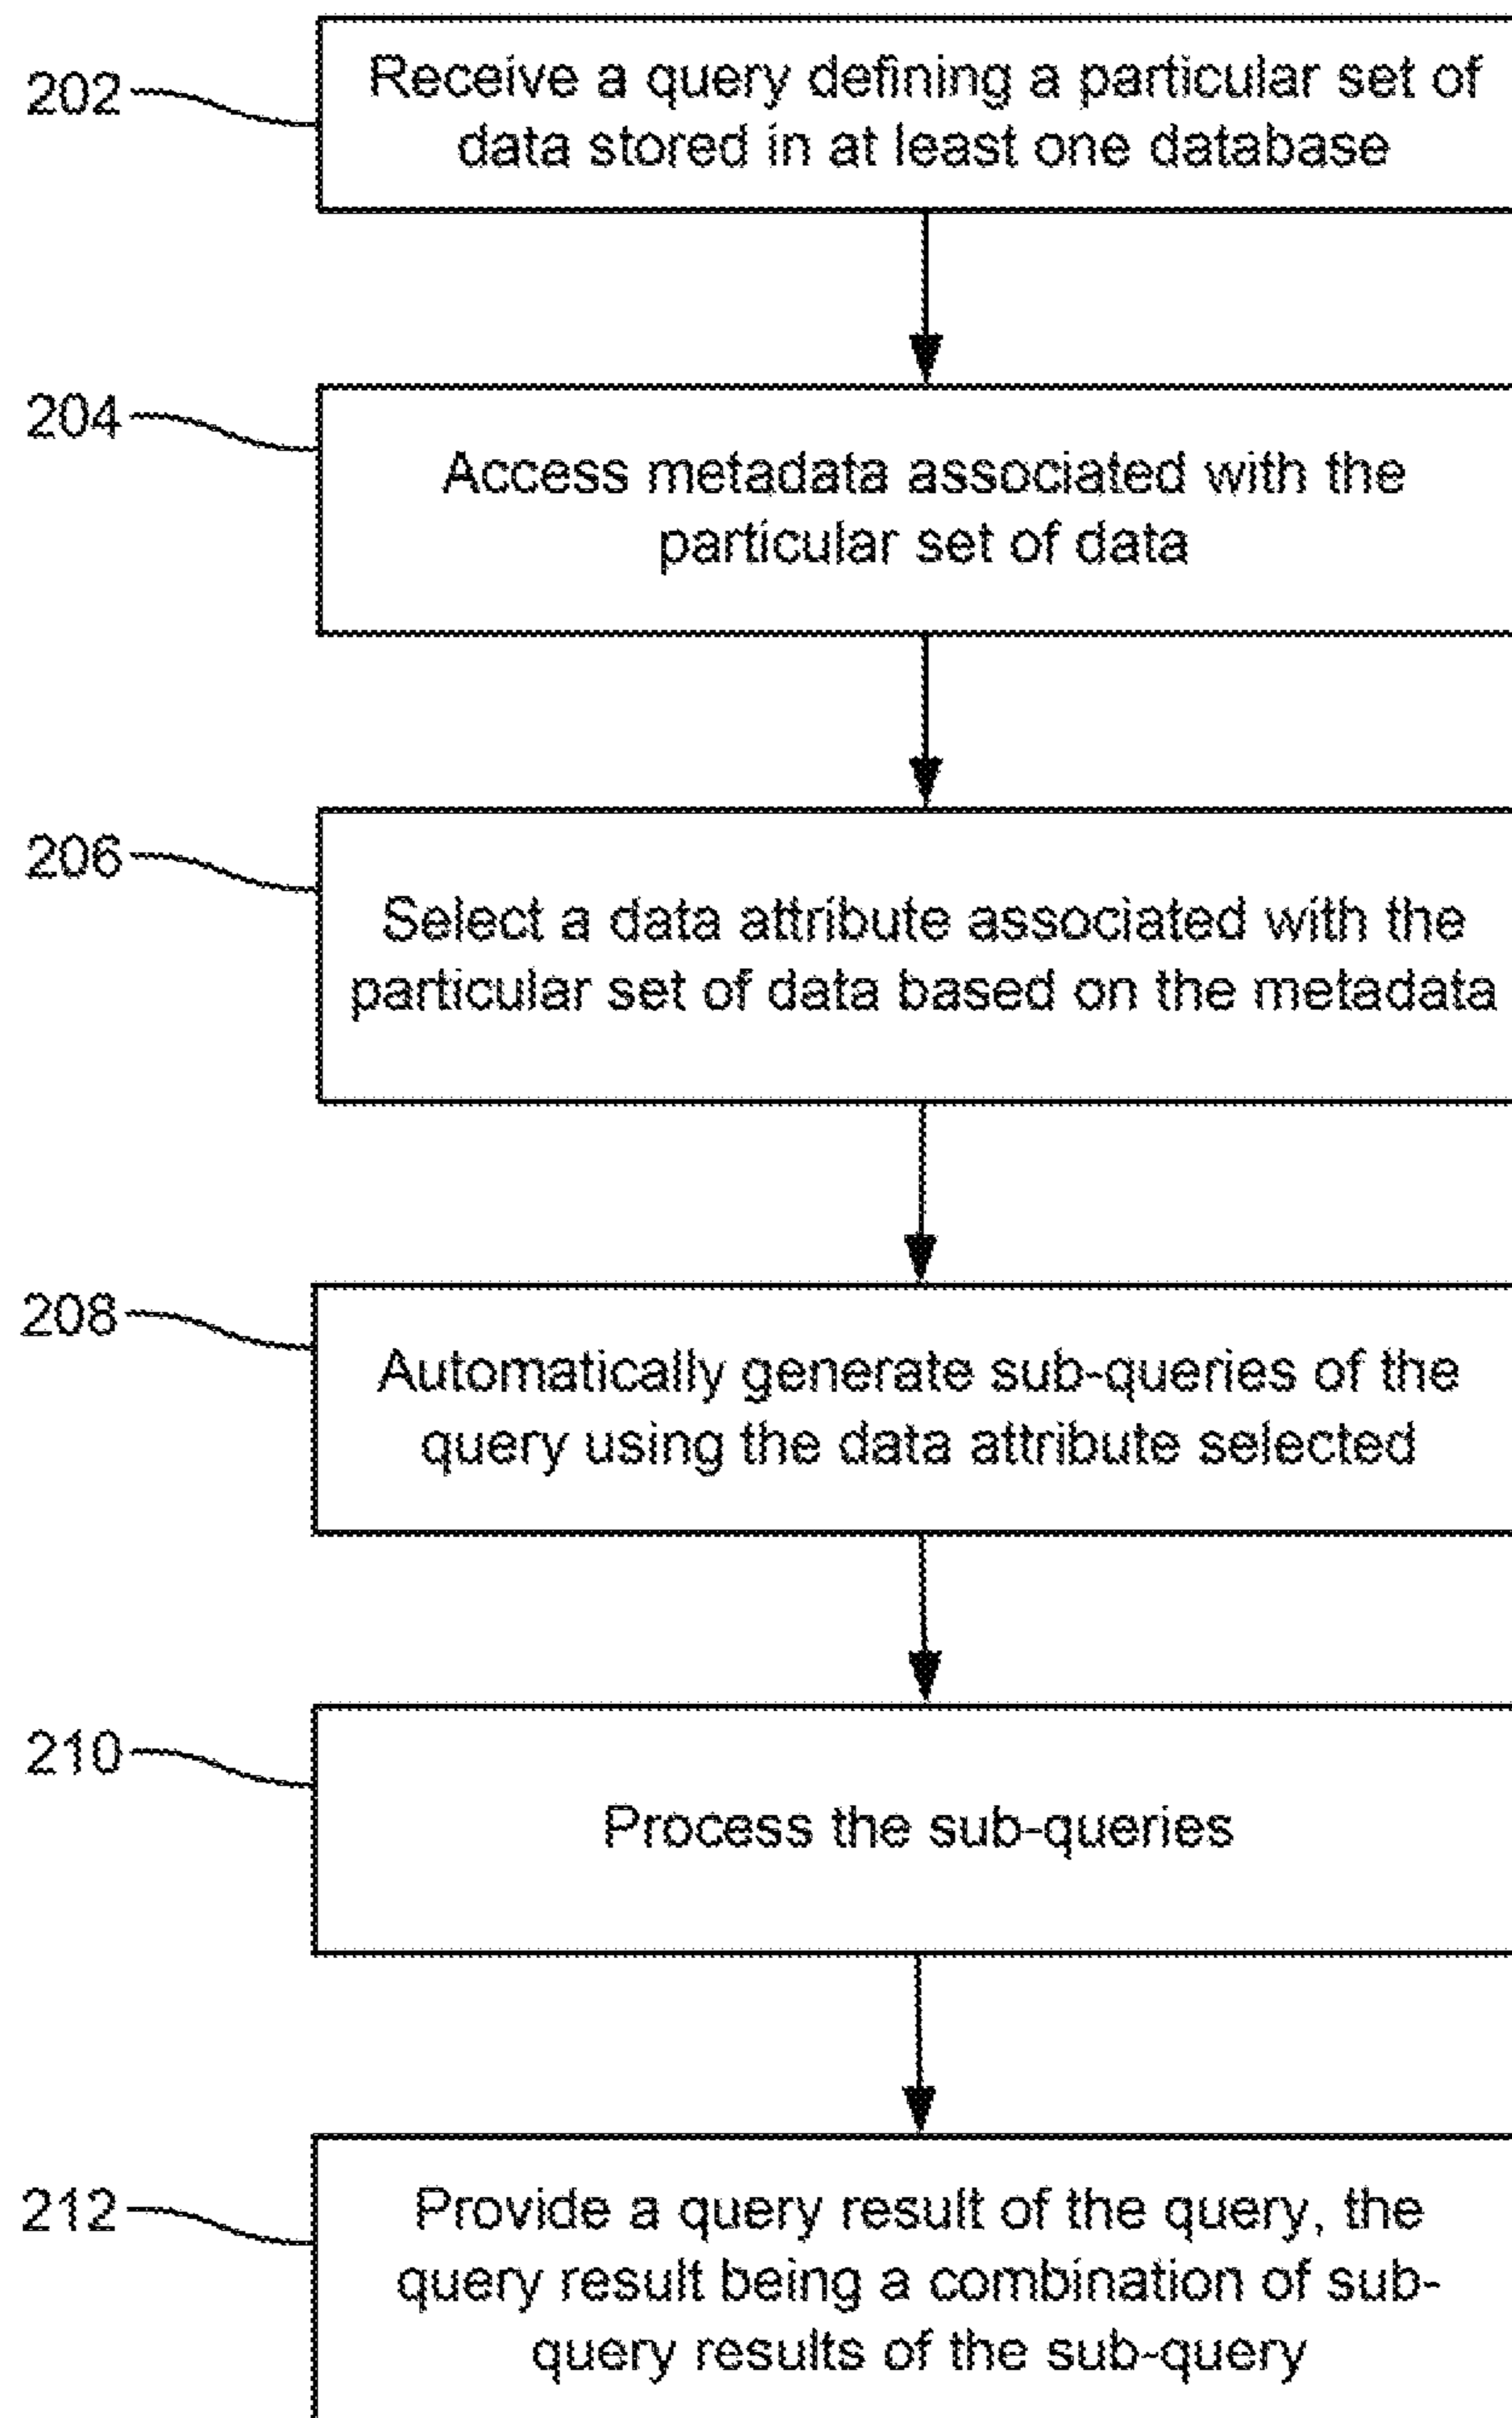 202
Receive a query defining a particular set of
data stored in at least one database
204
Access metadata associated with the
particular set of data
206
Select a data attribute associated with the
particular set of data based on the metadata
208
Automatically generate sub-queries of the
query using the data attribute selected
210
Process the sub-queries
212
Provide a query result of the query, the
query result being a combination of sub-
query results of the sub-query